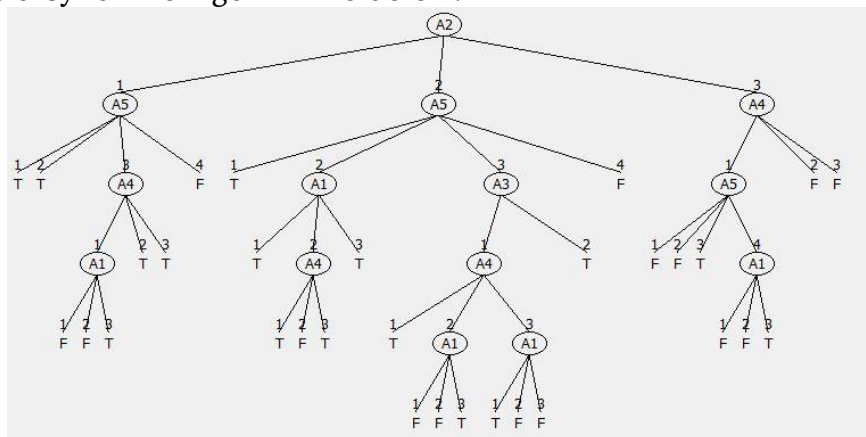 A2
1 2 3
A5 A5 A4
1 2 3 4 1 2 3 4 1 2 3
T T A4 F T A1 A3 F A5 F F
1 2 3 1 2 3 1 2 1 2 3 4
A1 T T T A4 T A4 T F F T A1
1 2 3 1 2 3 1 2 3 1 2 3
F F T T F T T A1 A1 F F T
1 2 3 1 2 3
F F T T F F